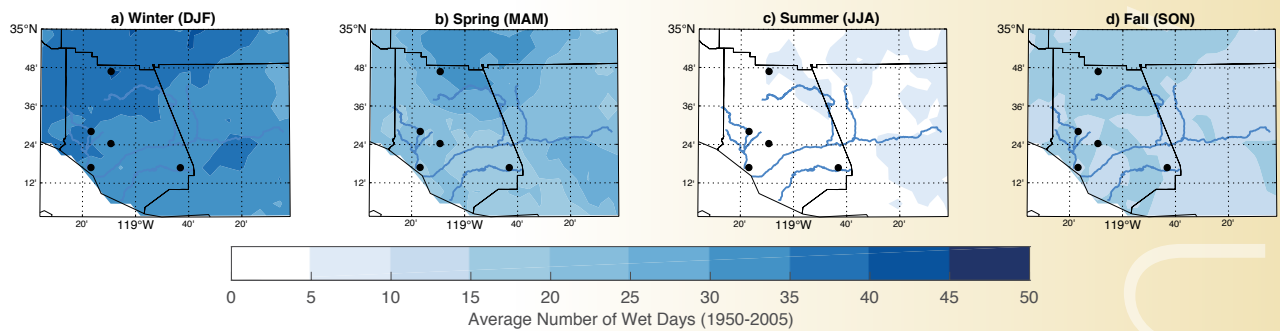 a) Winter (DJF)
b) Spring (MAM)
c) Summer (JJA)
d) Fall (SON)
35°N
48'
36'
24'
12'
20'
119°W
40'
20'
35°N
48'
36'
24'
12'
20'
119°W
40'
20'
35°N
48'
36'
24'
12'
20'
119°W
40'
20'
35°N
48'
36'
24'
12'
20'
119°W
40'
20'
0 5 10 15 20 25 30 35 40 45 50
Average Number of Wet Days (1950-2005)